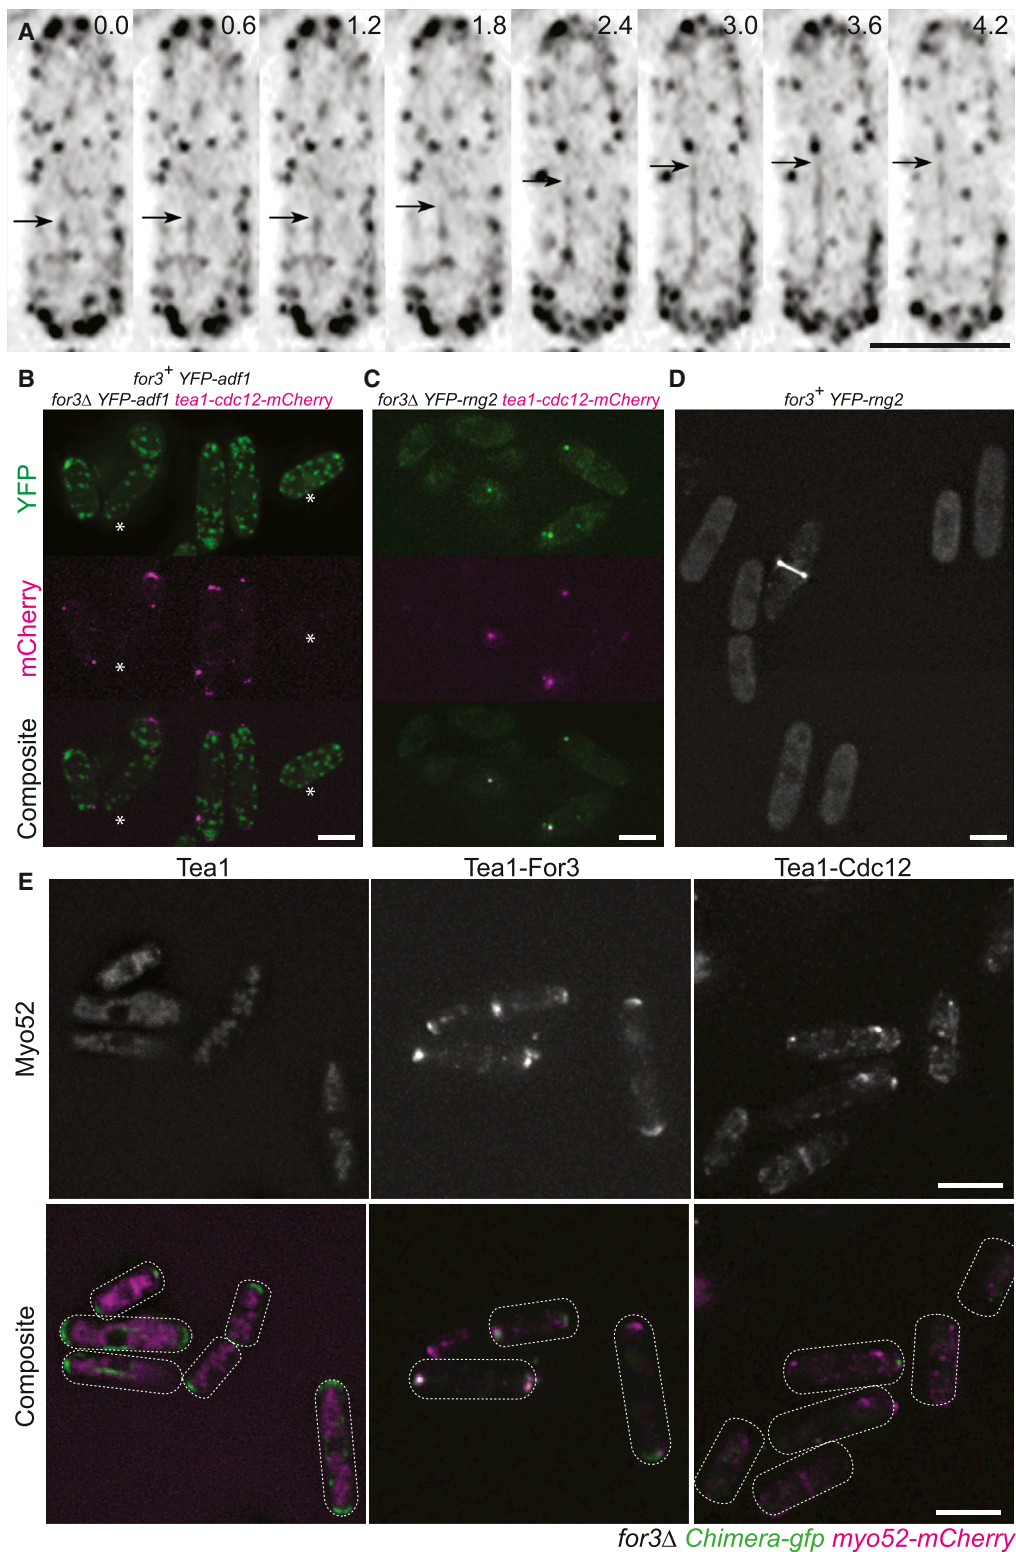 A 0.0 0.6 1.2 1.8 2.4 3.0 3.6 4.2
B C D
for3+ YFP-adf1
for3Δ YFP-adf1 tea1-cdc12-mCherry
for3Δ YFP-rng2 tea1-cdc12-mCherry
for3+ YFP-rng2
YFP
*
*
mCherry
*
*
Composite
*
*
E
Tea1 Tea1-For3 Tea1-Cdc12
Myo52
Composite
for3Δ Chimera-gfp myo52-mCherry